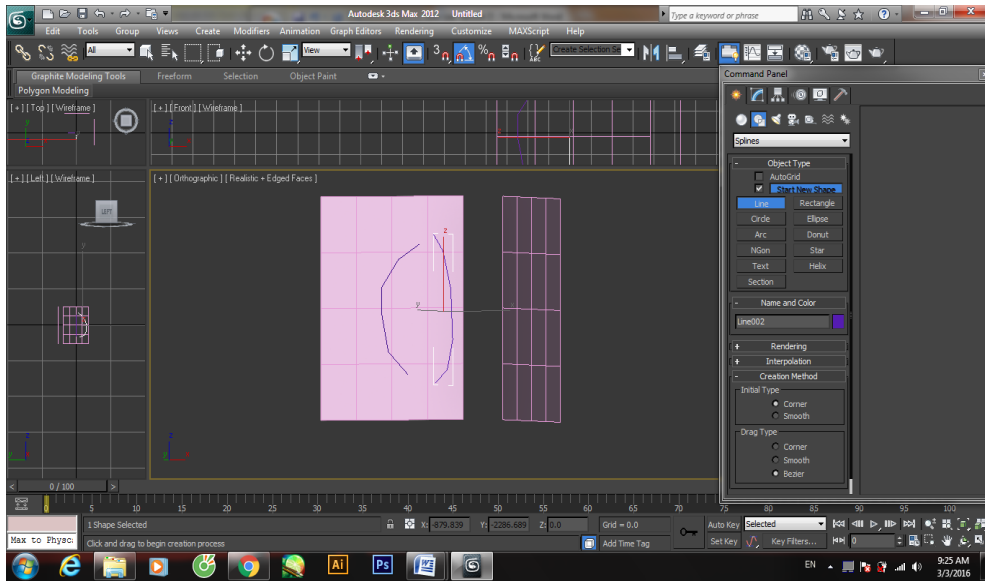 Autodesk 3ds Max 2012 Untitled
Type a keyword or phrase
Edit Tools Group Views Create Modifiers Animation Graph Editors Rendering Customize MAXScript Help
All View 3 ABC Create Selection Se
Graphite Modeling Tools Freeform Selection Object Paint
Polygon Modeling
Command Panel
[ + ] [ Top ] [ Wireframe ] [ + ] [ Front ] [ Wireframe ]
Splines
- Object Type
AutoGrid
Start New Shape
Line Rectangle
Circle Ellipse
Arc Donut
NGon Star
Text Helix
Section
[ + ] [ Left ] [ Wireframe ] [ + ] [ Orthographic ] [ Realistic + Edged Faces ]
LEFT
y
z
y x
- Name and Color
Line002
+ Rendering
+ Interpolation
- Creation Method
Initial Type
Corner
Smooth
Drag Type
Corner
Smooth
Bezier
z
z
< 0 / 100 >
0 5 10 15 20 25 30 35 40 45 50 55 60 65 70 75 80 85 90 95 100
1 Shape Selected X: -879.839 Y: -2286.689 Z: 0.0 Grid = 0.0 Auto Key Selected
Max to Physc: Click and drag to begin creation process Add Time Tag Set Key Key Filters... 0
Ai Ps W
EN 9:25 AM
3/3/2016